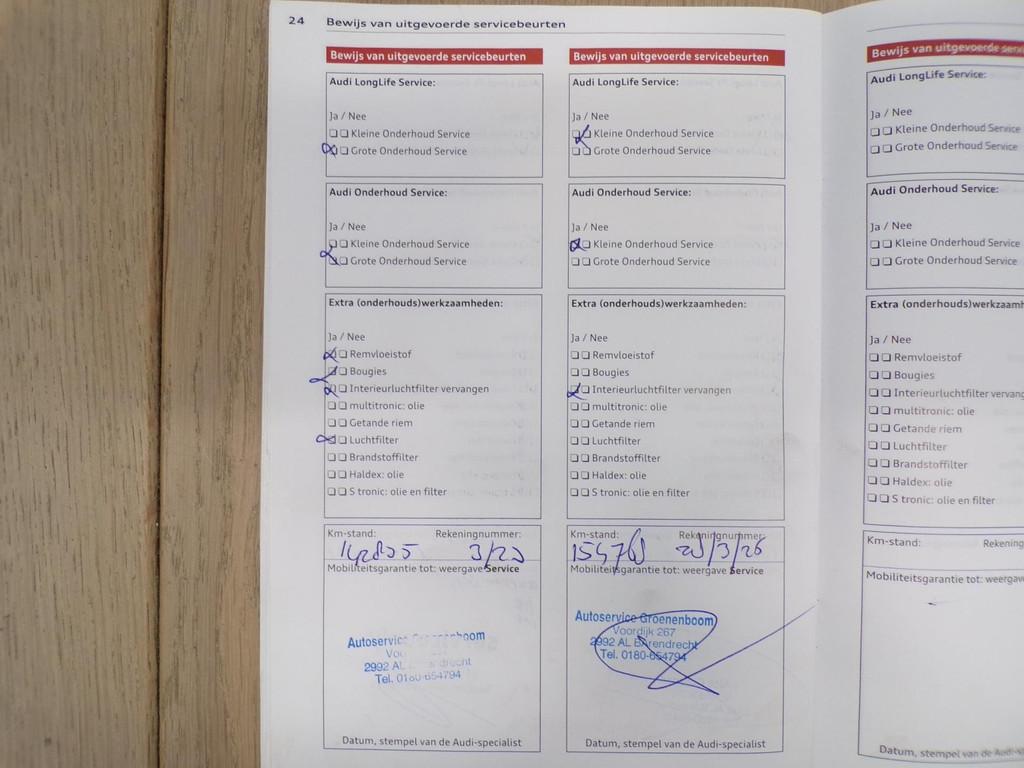 24 Bewijs van uitgevoerde servicebeurten
Bewijs van uitgevoerde servicebeurten
Audi LongLife Service:
Ja / Nee
Kleine Onderhoud Service
Grote Onderhoud Service
Audi Onderhoud Service:
Ja / Nee
Kleine Onderhoud Service
Grote Onderhoud Service
Extra (onderhouds)werkzaamheden:
Ja / Nee
Remvloeistof
Bougies
Interieurluchtfilter vervangen
multitronic: olie
Getande riem
Luchtfilter
Brandstoffilter
Haldex: olie
S tronic: olie en filter
Km-stand: Rekeningnummer:
Mobiliteitsgarantie tot: weergave Service
Autoservice
2992 AL
Tel. 0180-654794
Datum, stempel van de Audi-specialist
Bewijs van uitgevoerde servicebeurten
Audi LongLife Service:
Ja / Nee
Kleine Onderhoud Service
Grote Onderhoud Service
Audi Onderhoud Service:
Ja / Nee
Kleine Onderhoud Service
Grote Onderhoud Service
Extra (onderhouds)werkzaamheden:
Ja / Nee
Remvloeistof
Bougies
Interieurluchtfilter vervangen
multitronic: olie
Getande riem
Luchtfilter
Brandstoffilter
Haldex: olie
S tronic: olie en filter
Km-stand: Rekeningnummer:
Mobiliteitsgarantie tot: weergave Service
Autoservice Groenenboom
Voordijk 267
2992 AL Barendrecht
Tel. 0180-654794
Datum, stempel van de Audi-specialist
Bewijs van uitgevoerde
Audi LongLife Service:
Ja / Nee
Kleine Onderhoud Service
Grote Onderhoud Service
Audi Onderhoud Service:
Ja / Nee
Kleine Onderhoud Service
Grote Onderhoud Service
Extra
Ja / Nee
Remvloeistof
Bougies
Interieurluchtfilter
multitronic: olie
Getande riem
Luchtfilter
Brandstoffilter
Haldex: olie
S tronic: olie en filter
Km-stand:
Mobiliteitsgarantie tot:
Datum, stempel van de